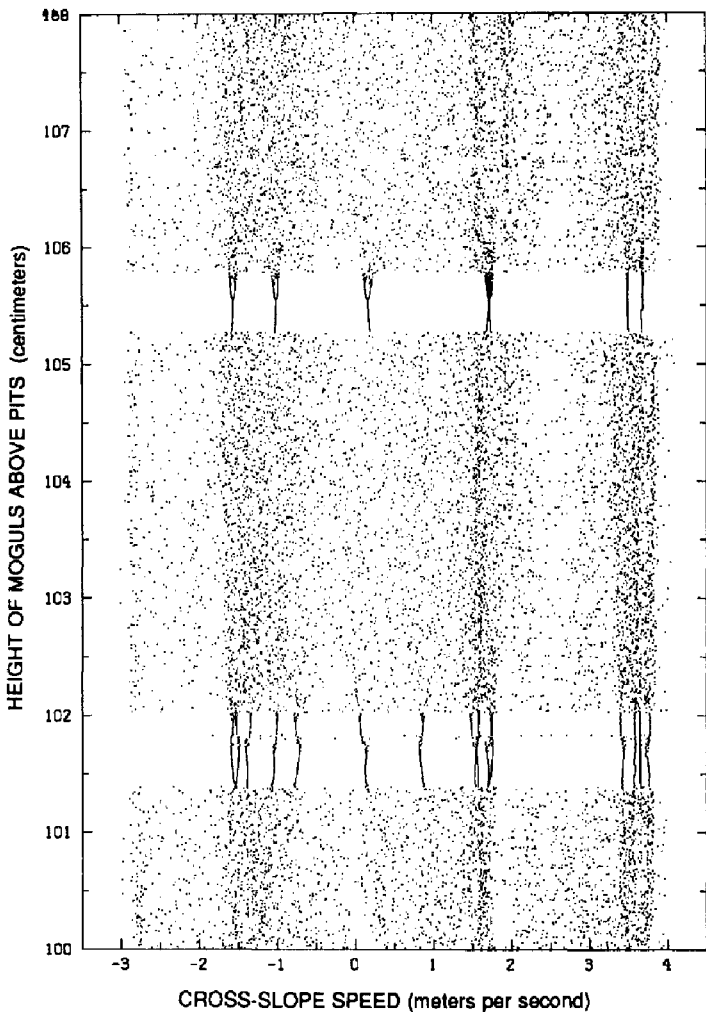 107
106
105
104
103
102
101
100
HEIGHT OF MOGULS ABOVE PITS (centimeters)
-3 -2 -1 0 1 2 3 4
CROSS-SLOPE SPEED (meters per second)